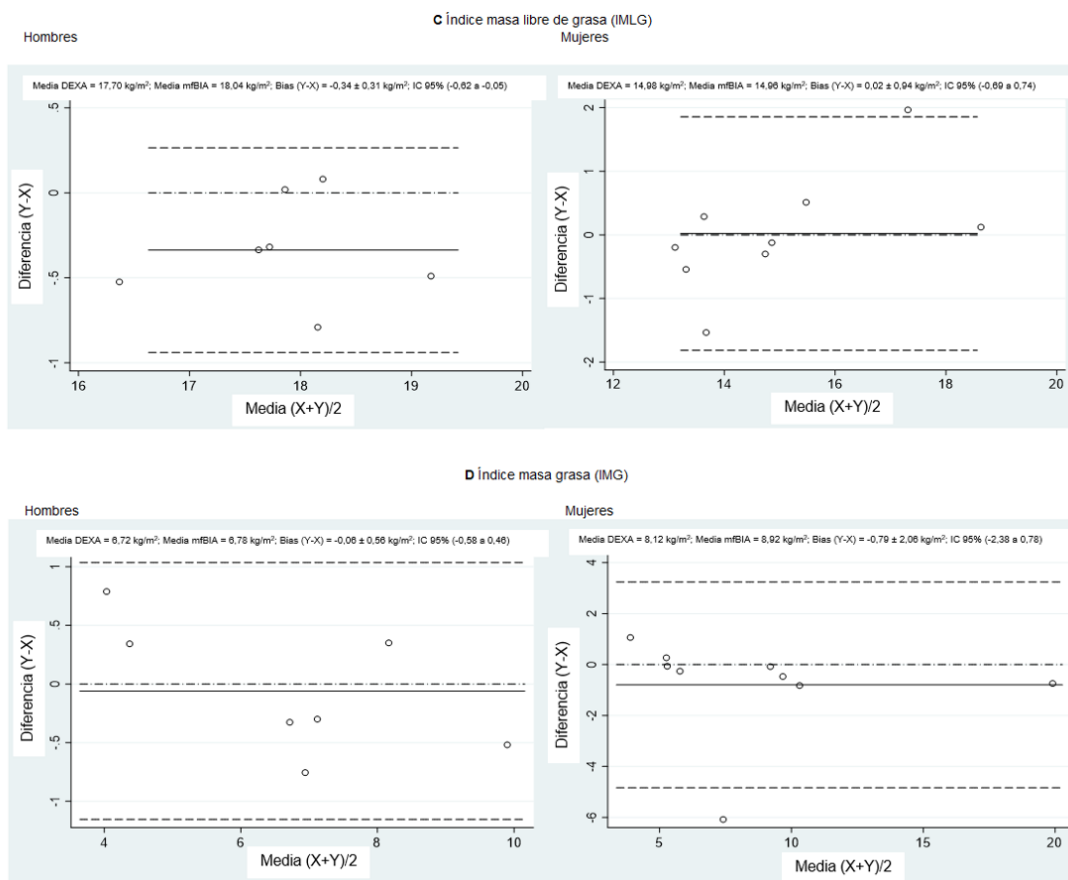 C Índice masa libre de grasa (IMLG)
Hombres
Mujeres
Media DEXA = 17,70 kg/m²; Media mfBIA = 18,04 kg/m²; Bias (Y-X) = -0,34 ± 0,31 kg/m²; IC 95% (-0,62 a -0,05)
Diferencia (Y-X)
.5
0
-.5
-1
16
17
18
19
20
Media (X+Y)/2
Media DEXA = 14,98 kg/m²; Media mfBIA = 14,96 kg/m²; Bias (Y-X) = 0,02 ± 0,94 kg/m²; IC 95% (-0,69 a 0,74)
Diferencia (Y-X)
2
1
0
-1
-2
12
14
16
18
20
Media (X+Y)/2
D Índice masa grasa (IMG)
Hombres
Mujeres
Media DEXA = 6,72 kg/m²; Media mfBIA = 6,78 kg/m²; Bias (Y-X) = -0,06 ± 0,56 kg/m²; IC 95% (-0,58 a 0,46)
Diferencia (Y-X)
1
.5
0
-.5
-1
4
6
8
10
Media (X+Y)/2
Media DEXA = 8,12 kg/m²; Media mfBIA = 8,92 kg/m²; Bias (Y-X) = -0,79 ± 2,06 kg/m²; IC 95% (-2,38 a 0,78)
Diferencia (Y-X)
4
2
0
-2
-4
-6
5
10
15
20
Media (X+Y)/2